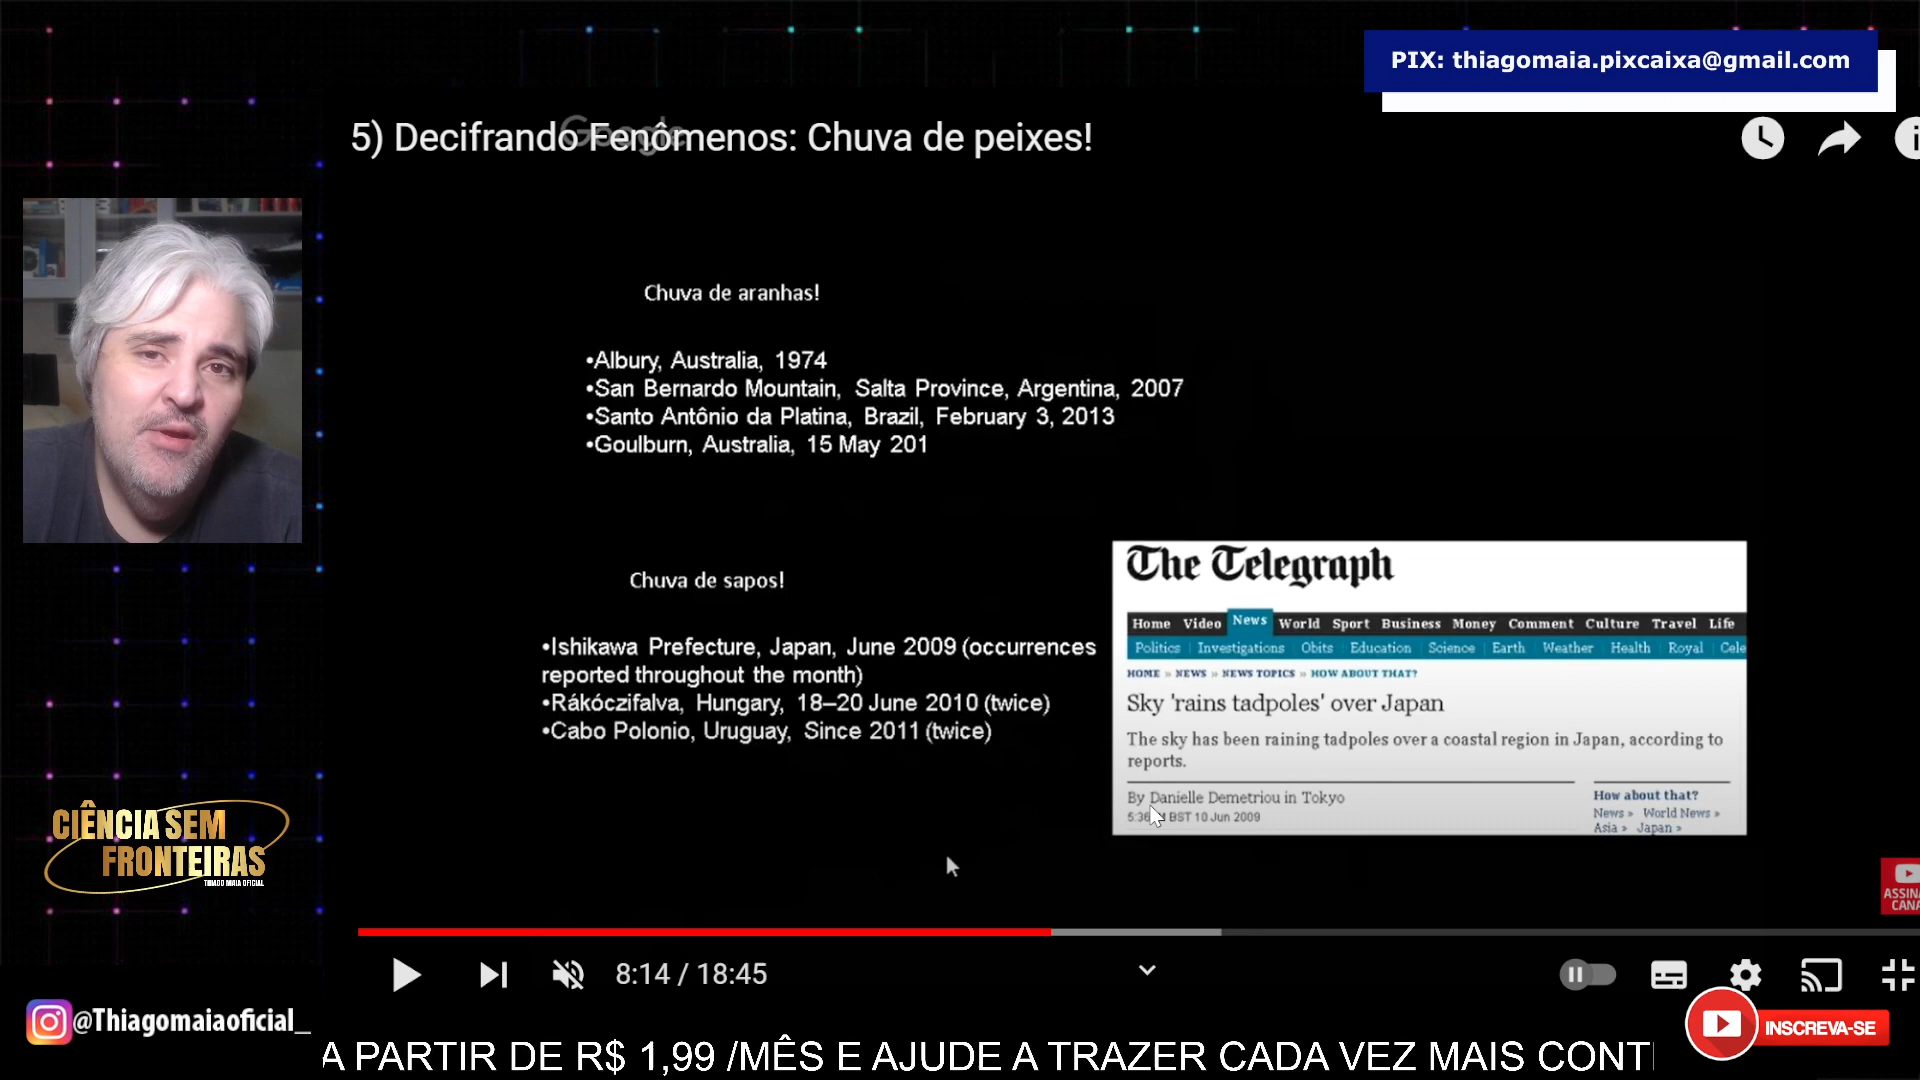 PIX: thiagomaia.pixcaixa@gmail.com
Google
5) Decifrando Fenômenos: Chuva de peixes!
Chuva de aranhas!
•Albury, Australia, 1974
•San Bernardo Mountain, Salta Province, Argentina, 2007
•Santo Antônio da Platina, Brazil, February 3, 2013
•Goulburn, Australia, 15 May 201
Chuva de sapos!
•Ishikawa Prefecture, Japan, June 2009 (occurrences
reported throughout the month)
•Rákóczifalva, Hungary, 18–20 June 2010 (twice)
•Cabo Polonio, Uruguay, Since 2011 (twice)
The Telegraph
Home Video News World Sport Business Money Comment Culture Travel Life
Politics Investigations Obits Education Science Earth Weather Health Royal Cele
HOME » NEWS » NEWS TOPICS » HOW ABOUT THAT?
Sky 'rains tadpoles' over Japan
The sky has been raining tadpoles over a coastal region in Japan, according to
reports.
By Danielle Demetriou in Tokyo
BST 10 Jun 2009
How about that?
News » World News »
Asia » Japan »
CIÊNCIA SEM
FRONTEIRAS
THIAGO MAIA OFICIAL
ASSIN
CANA
8:14 / 18:45
@Thiagomaiaoficial_
INSCREVA-SE
A PARTIR DE R$ 1,99 /MÊS E AJUDE A TRAZER CADA VEZ MAIS CONT